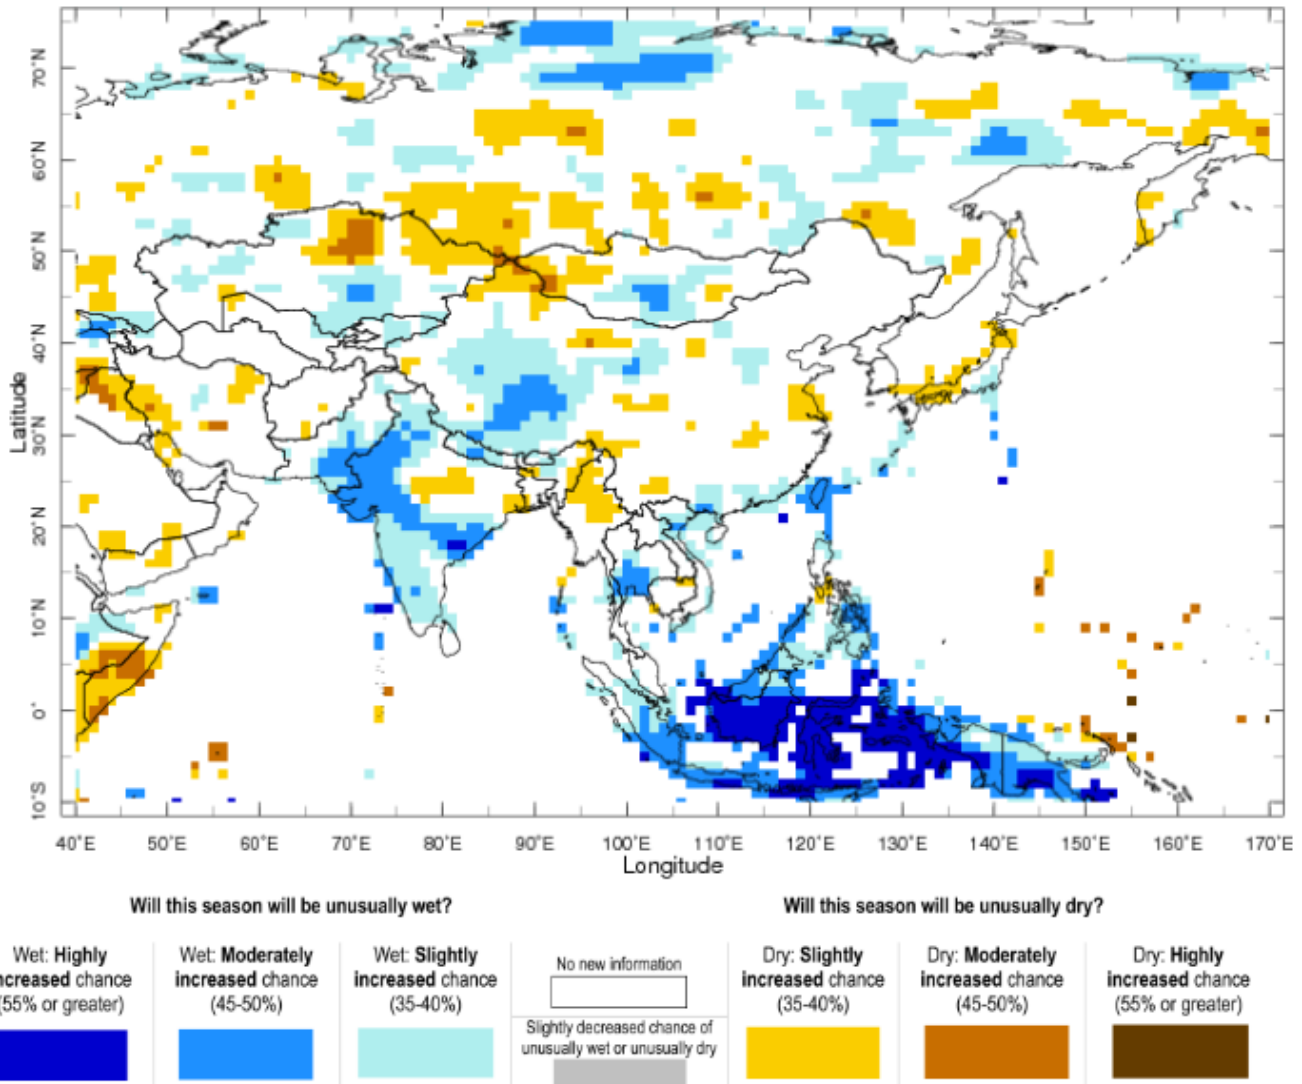 70°N
60°N
50°N
40°N
30°N
20°N
10°N
0°
10°S
Latitude
40°E 50°E 60°E 70°E 80°E 90°E 100°E 110°E 120°E 130°E 140°E 150°E 160°E 170°E
Longitude
Will this season will be unusually wet? Will this season will be unusually dry?
Wet: Highly
increased chance
(55% or greater)
Wet: Moderately
increased chance
(45-50%)
Wet: Slightly
increased chance
(35-40%)
No new information
Slightly decreased chance of
unusually wet or unusually dry
Dry: Slightly
increased chance
(35-40%)
Dry: Moderately
increased chance
(45-50%)
Dry: Highly
increased chance
(55% or greater)